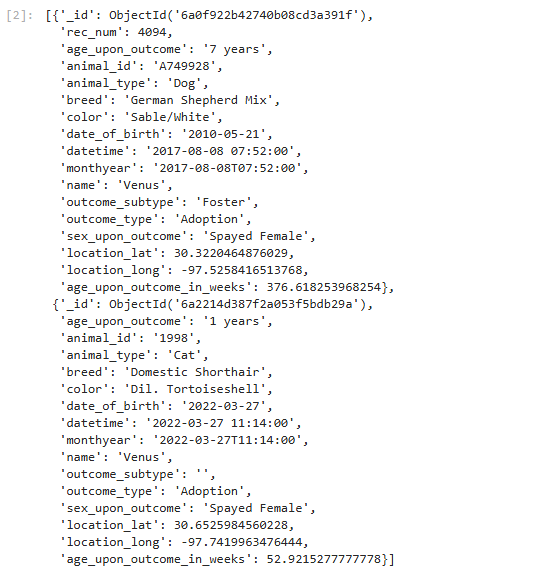 [2]: [{'_id': ObjectId('6a0f922b42740b08cd3a391f'),
'rec_num': 4094,
'age_upon_outcome': '7 years',
'animal_id': 'A749928',
'animal_type': 'Dog',
'breed': 'German Shepherd Mix',
'color': 'Sable/White',
'date_of_birth': '2010-05-21',
'datetime': '2017-08-08 07:52:00',
'monthyear': '2017-08-08T07:52:00',
'name': 'Venus',
'outcome_subtype': 'Foster',
'outcome_type': 'Adoption',
'sex_upon_outcome': 'Spayed Female',
'location_lat': 30.3220464876029,
'location_long': -97.5258416513768,
'age_upon_outcome_in_weeks': 376.618253968254},
{'_id': ObjectId('6a2214d387f2a053f5bdb29a'),
'age_upon_outcome': '1 years',
'animal_id': '1998',
'animal_type': 'Cat',
'breed': 'Domestic Shorthair',
'color': 'Dil. Tortoiseshell',
'date_of_birth': '2022-03-27',
'datetime': '2022-03-27 11:14:00',
'monthyear': '2022-03-27T11:14:00',
'name': 'Venus',
'outcome_subtype': '',
'outcome_type': 'Adoption',
'sex_upon_outcome': 'Spayed Female',
'location_lat': 30.6525984560228,
'location_long': -97.7419963476444,
'age_upon_outcome_in_weeks': 52.9215277777778}]